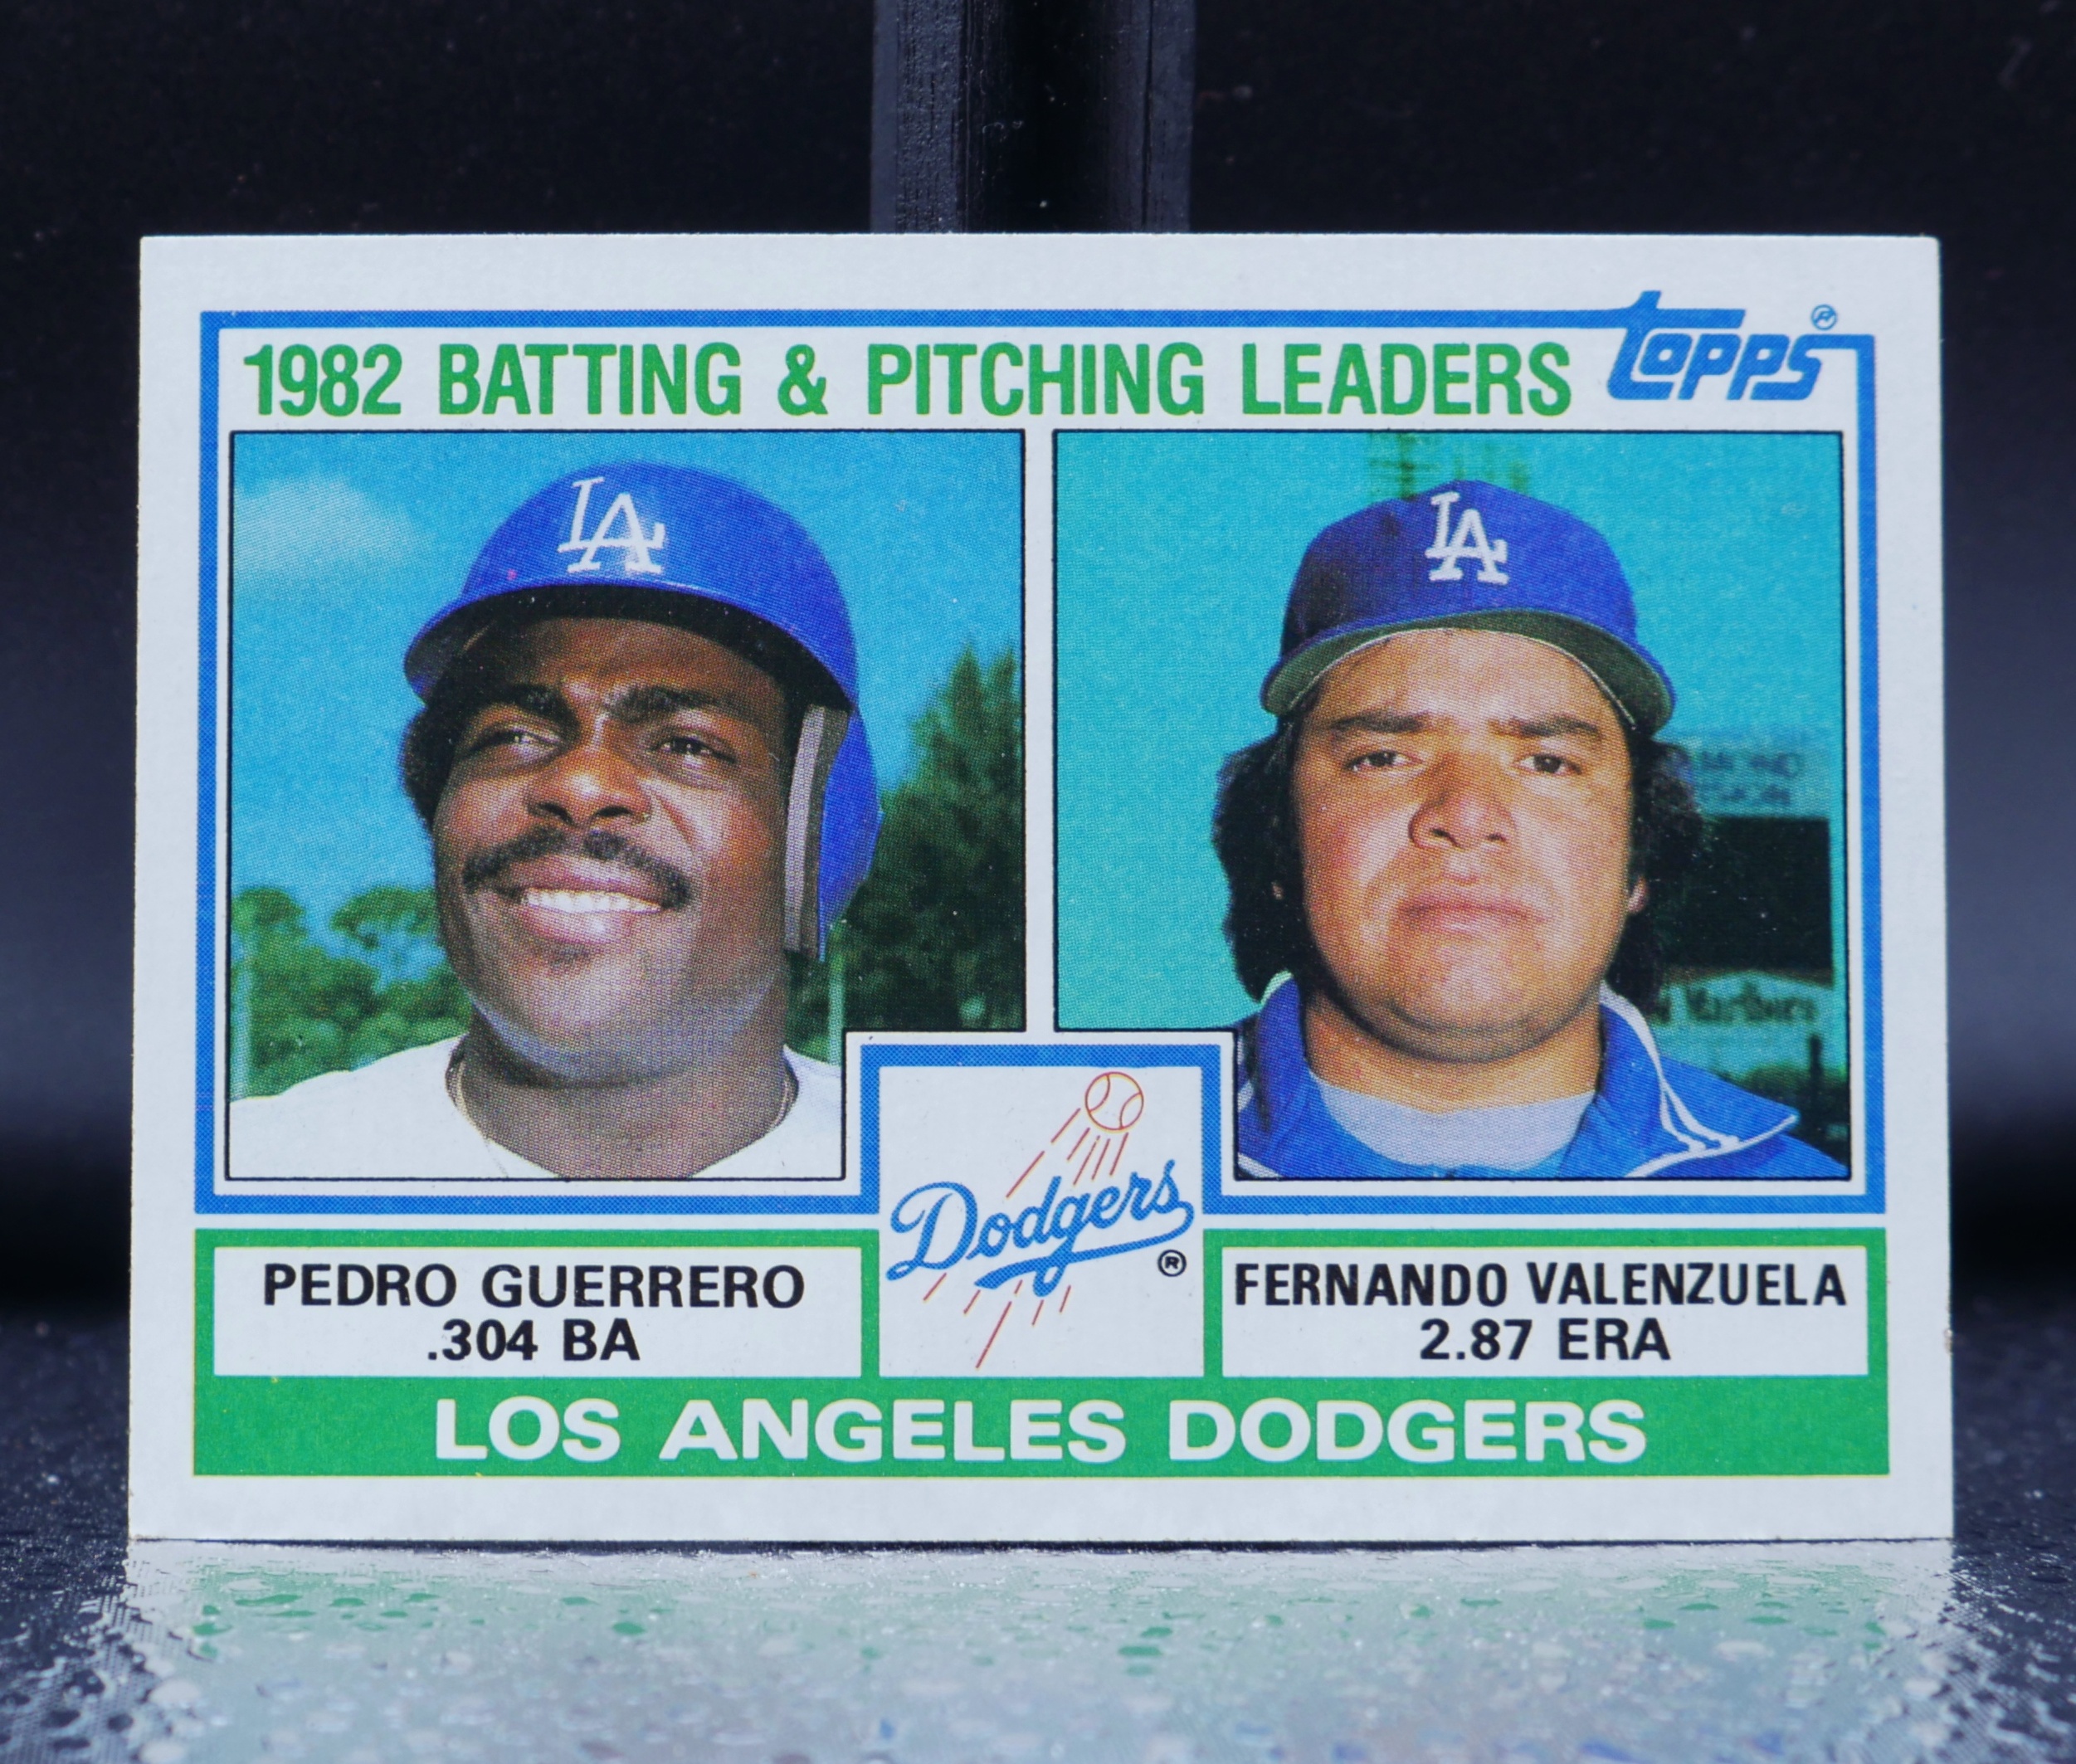 topps®
1982 BATTING & PITCHING LEADERS
LA
LA
Marlboro
Dodgers®
PEDRO GUERRERO
.304 BA
FERNANDO VALENZUELA
2.87 ERA
LOS ANGELES DODGERS